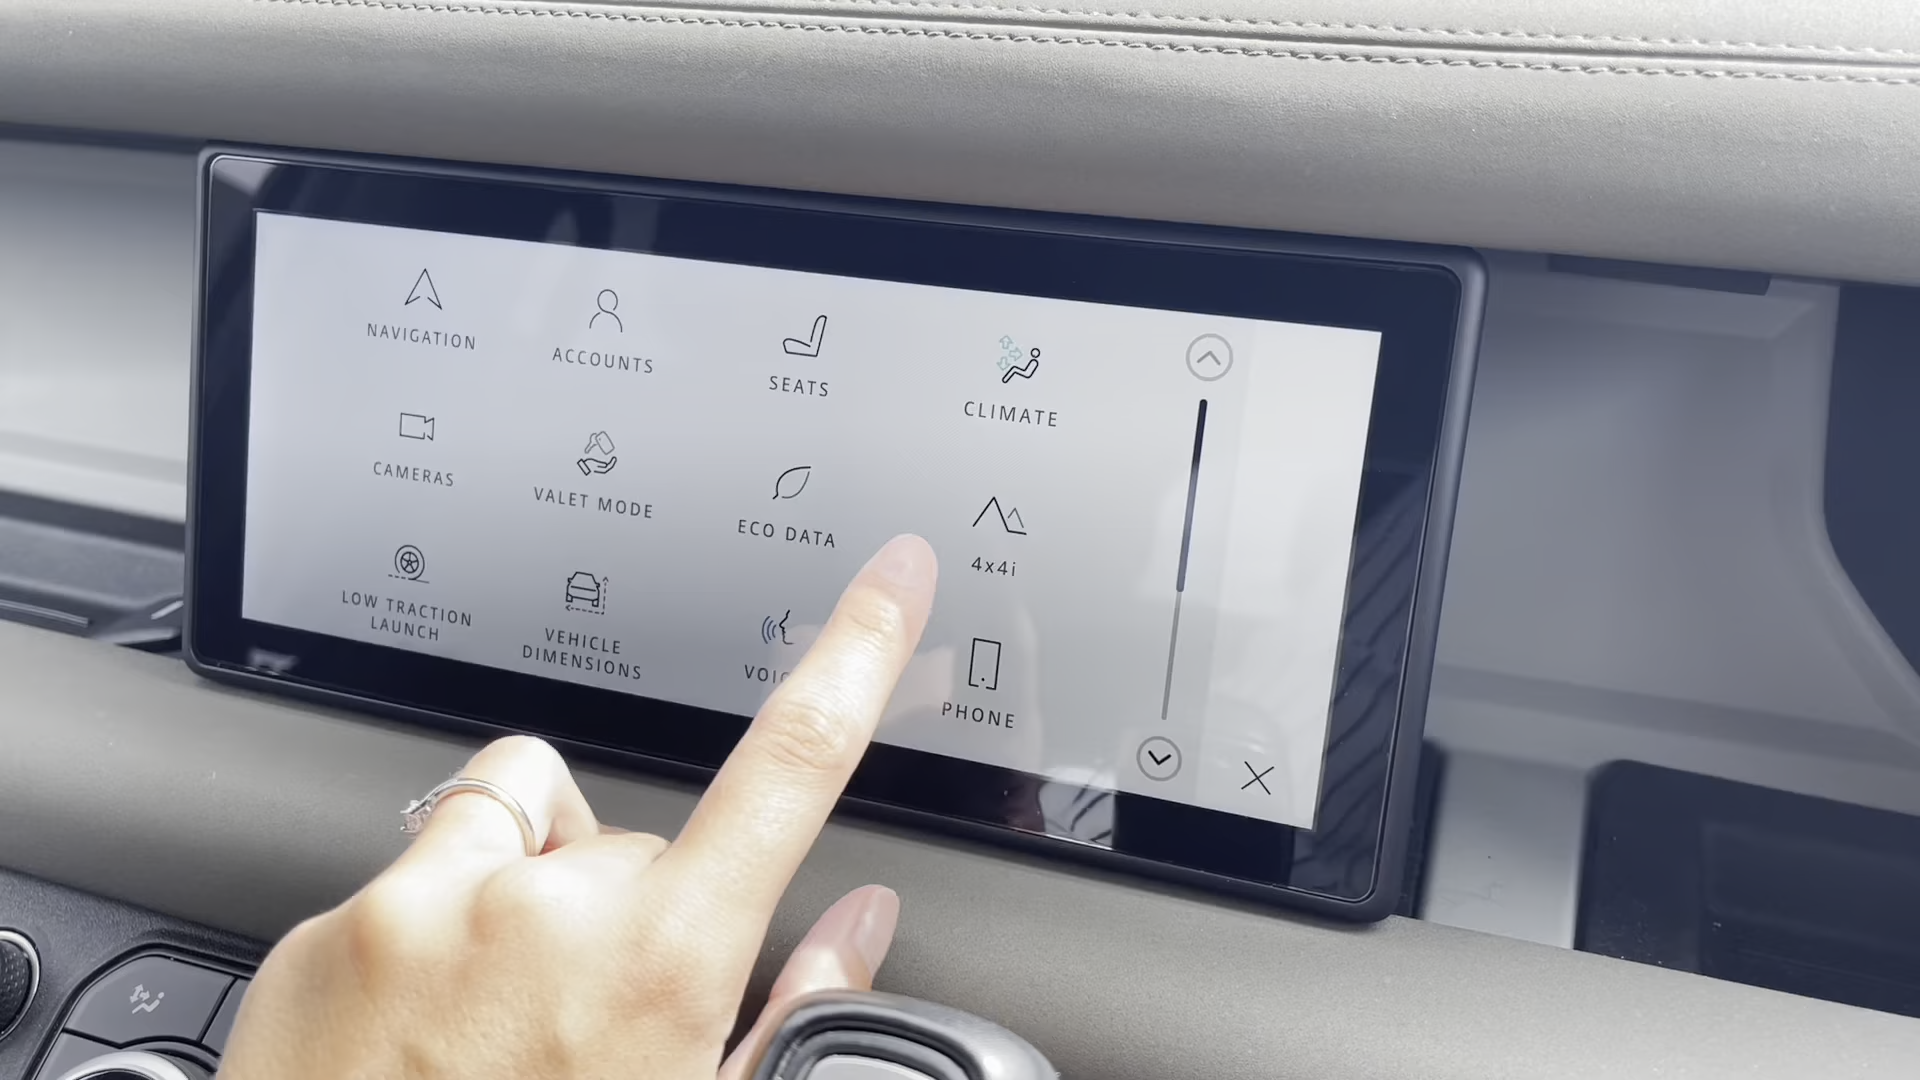 NAVIGATION
ACCOUNTS
SEATS
CLIMATE
CAMERAS
VALET MODE
ECO DATA
4x4i
LOW TRACTION
LAUNCH
VEHICLE
DIMENSIONS
PHONE